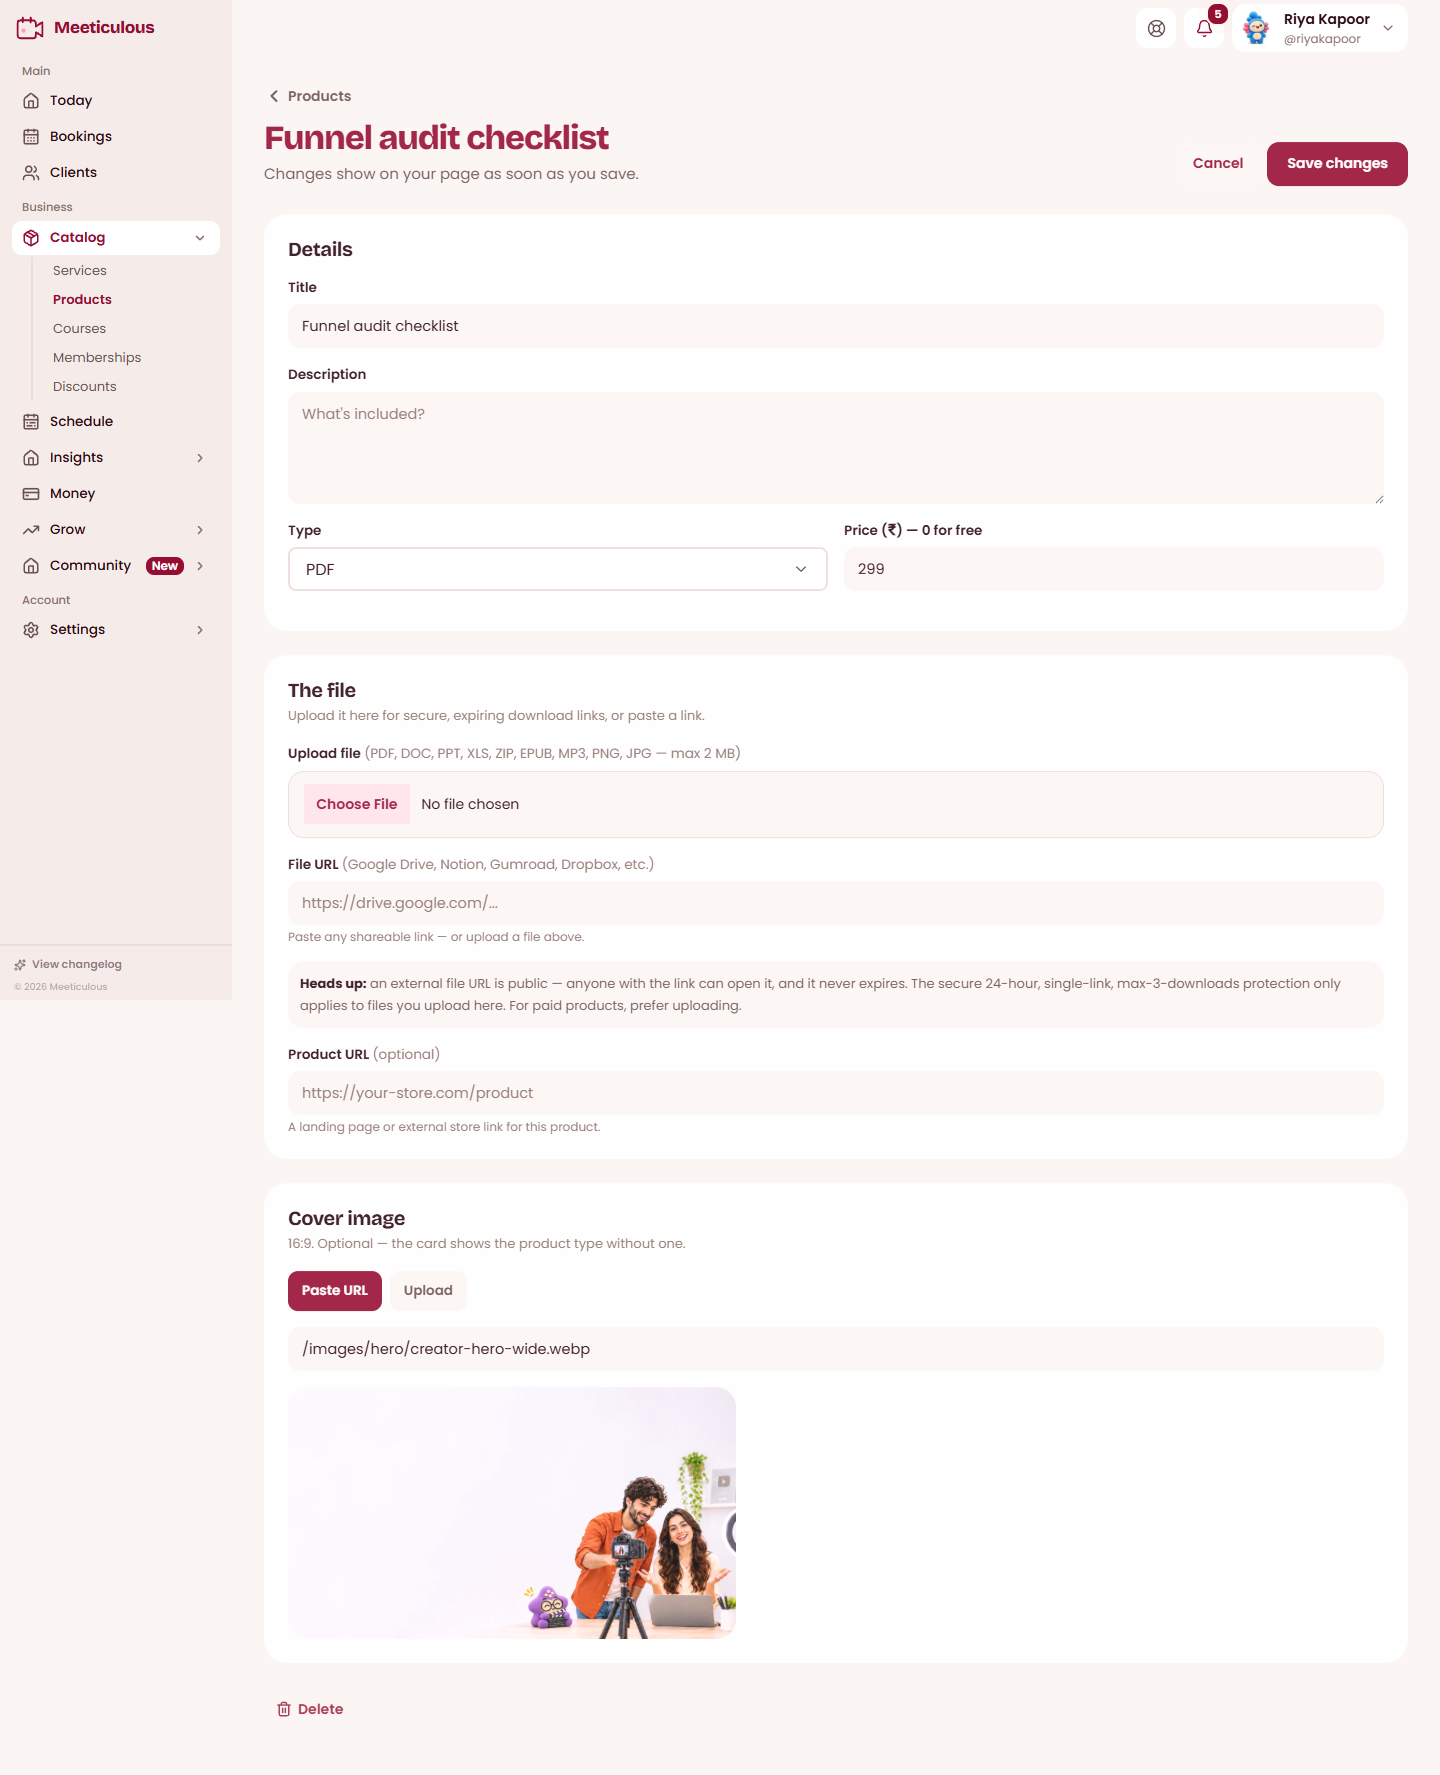 Meeticulous
Main
Today
Bookings
Clients
Business
Catalog
Services
Products
Courses
Memberships
Discounts
Schedule
Insights
Money
Grow
Community New
Account
Settings
View changelog
© 2026 Meeticulous
5
Riya Kapoor
@riyakapoor
Products
Funnel audit checklist
Changes show on your page as soon as you save.
Cancel
Save changes
Details
Title
Funnel audit checklist
Description
What's included?
Type
PDF
Price (₹) — 0 for free
299
The file
Upload it here for secure, expiring download links, or paste a link.
Upload file (PDF, DOC, PPT, XLS, ZIP, EPUB, MP3, PNG, JPG — max 2 MB)
Choose File No file chosen
File URL (Google Drive, Notion, Gumroad, Dropbox, etc.)
https://drive.google.com/...
Paste any shareable link — or upload a file above.
Heads up: an external file URL is public — anyone with the link can open it, and it never expires. The secure 24-hour, single-link, max-3-downloads protection only
applies to files you upload here. For paid products, prefer uploading.
Product URL (optional)
https://your-store.com/product
A landing page or external store link for this product.
Cover image
16:9. Optional — the card shows the product type without one.
Paste URL
Upload
/images/hero/creator-hero-wide.webp
Delete